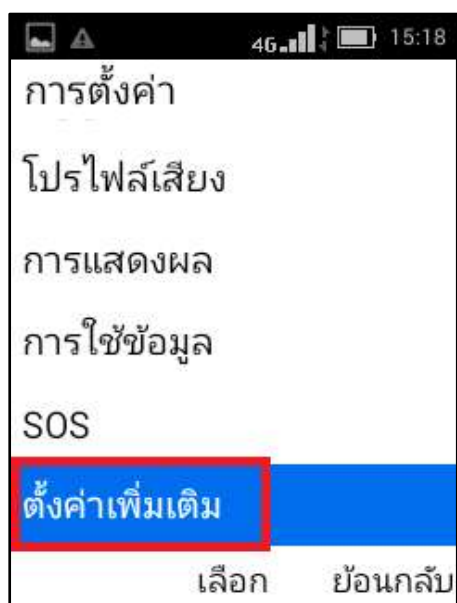 4G 15:18
การตั้งค่า
โปรไฟล์เสียง
การแสดงผล
การใช้ข้อมูล
SOS
ตั้งค่าเพิ่มเติม
เลือก ย้อนกลับ